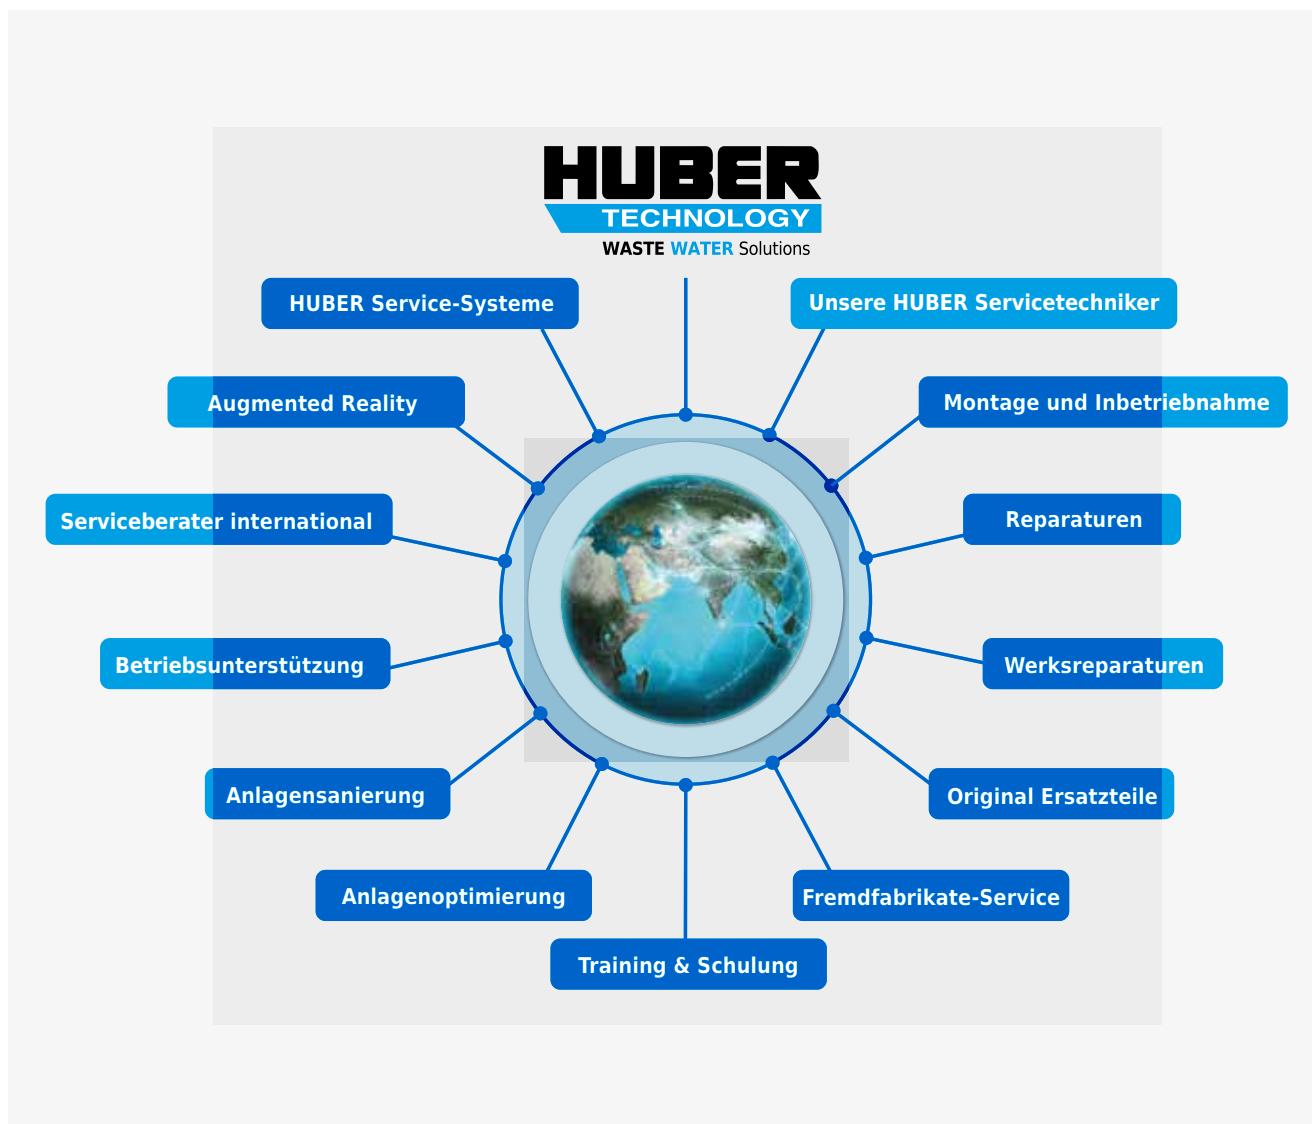 HUBER
TECHNOLOGY
WASTE WATER Solutions
HUBER Service-Systeme
Unsere HUBER Servicetechniker
Augmented Reality
Montage und Inbetriebnahme
Serviceberater international
Reparaturen
Betriebsunterstützung
Werksreparaturen
Anlagensanierung
Original Ersatzteile
Anlagenoptimierung
Fremdfabrikate-Service
Training & Schulung